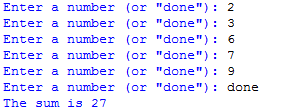 Enter a number (or "done"): 2
Enter a number (or "done"): 3
Enter a number (or "done"): 6
Enter a number (or "done"): 7
Enter a number (or "done"): 9
Enter a number (or "done"): done
The sum is 27